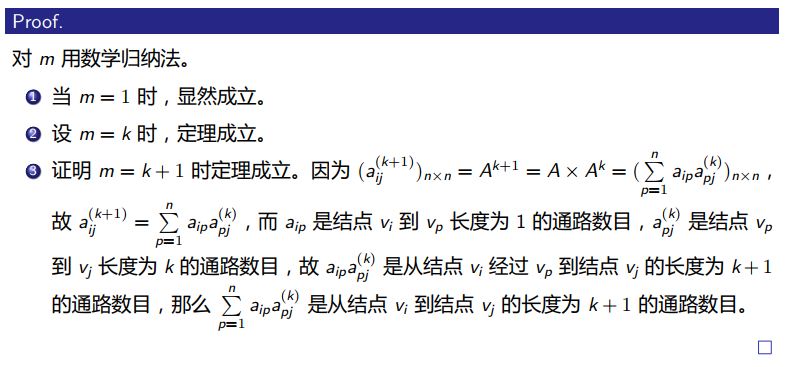 Proof.
对 m 用数学归纳法。
1 当 m = 1 时，显然成立。
2 设 m = k 时，定理成立。
3 证明 m = k + 1 时定理成立。因为 (a_{ij}^{(k+1)})_{n×n} = A^{k+1} = A × A^k = (∑_{p=1}^{n} a_{ip}a_{pj}^{(k)})_{n×n}，
故 a_{ij}^{(k+1)} = ∑_{p=1}^{n} a_{ip}a_{pj}^{(k)}，而 a_{ip} 是结点 v_i 到 v_p 长度为 1 的通路数目，a_{pj}^{(k)} 是结点 v_p
到 v_j 长度为 k 的通路数目，故 a_{ip}a_{pj}^{(k)} 是从结点 v_i 经过 v_p 到结点 v_j 的长度为 k + 1
的通路数目，那么 ∑_{p=1}^{n} a_{ip}a_{pj}^{(k)} 是从结点 v_i 到结点 v_j 的长度为 k + 1 的通路数目。
□